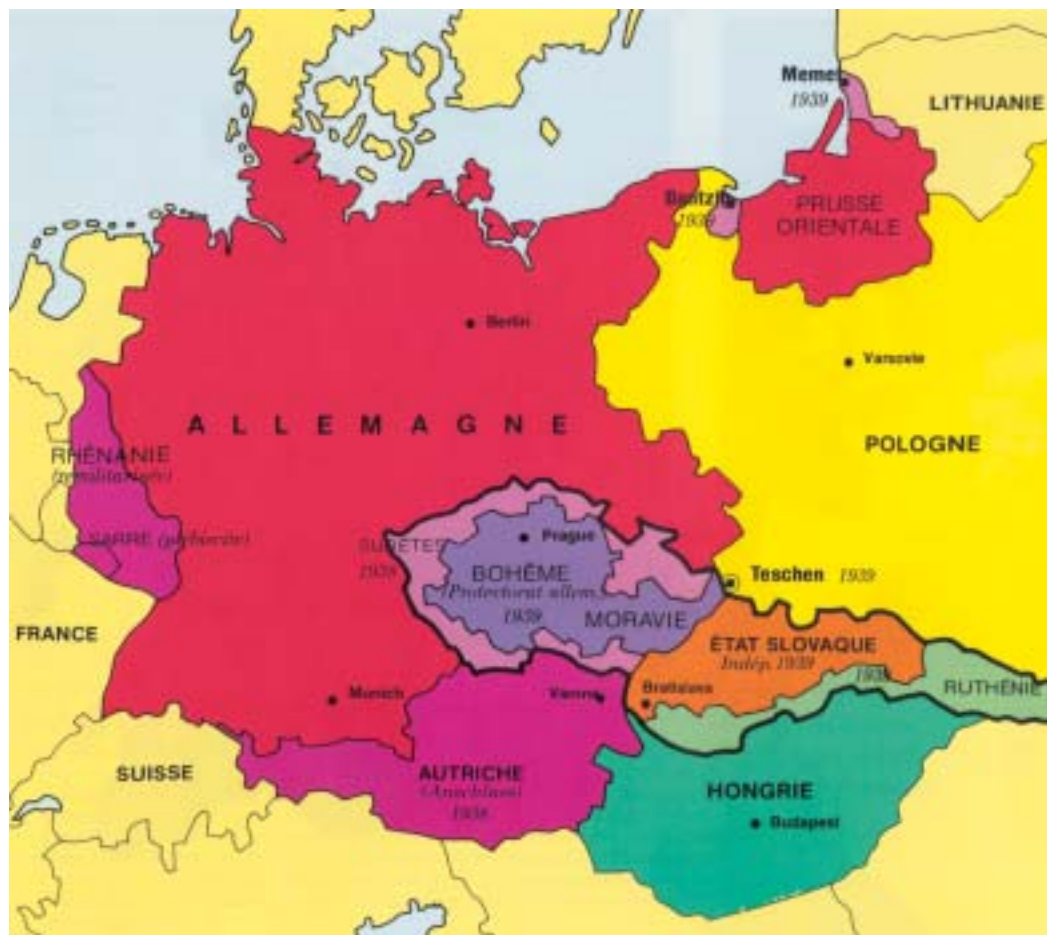 Memel
1939
LITHUANIE
Dantzig
1939
PRUSSE
ORIENTALE
Berlin
Varsovie
ALLEMAGNE
POLOGNE
RHÉNANIE
(remilitarisée)
SARRE (plébiscite)
SUDÈTES
1938
Prague
BOHÊME
(Protectorat allem.)
1939
MORAVIE
Teschen 1939
FRANCE
ÉTAT SLOVAQUE
Indép. 1939
1939
RUTHÉNIE
Munich
Vienne
Bratislava
SUISSE
AUTRICHE
(Anschluss)
1938
HONGRIE
Budapest